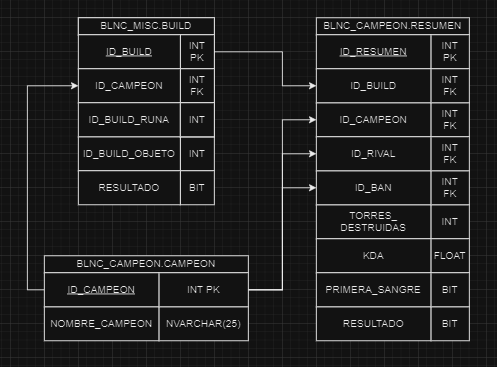 BLNC_MISC.BUILD
ID_BUILD
INT
PK
ID_CAMPEON
INT
FK
ID_BUILD_RUNA
INT
ID_BUILD_OBJETO
INT
RESULTADO
BIT
BLNC_CAMPEON.CAMPEON
ID_CAMPEON
INT PK
NOMBRE_CAMPEON
NVARCHAR(25)
BLNC_CAMPEON.RESUMEN
ID_RESUMEN
INT
PK
ID_BUILD
INT
FK
ID_CAMPEON
INT
FK
ID_RIVAL
INT
FK
ID_BAN
INT
FK
TORRES_
DESTRUIDAS
INT
KDA
FLOAT
PRIMERA_SANGRE
BIT
RESULTADO
BIT